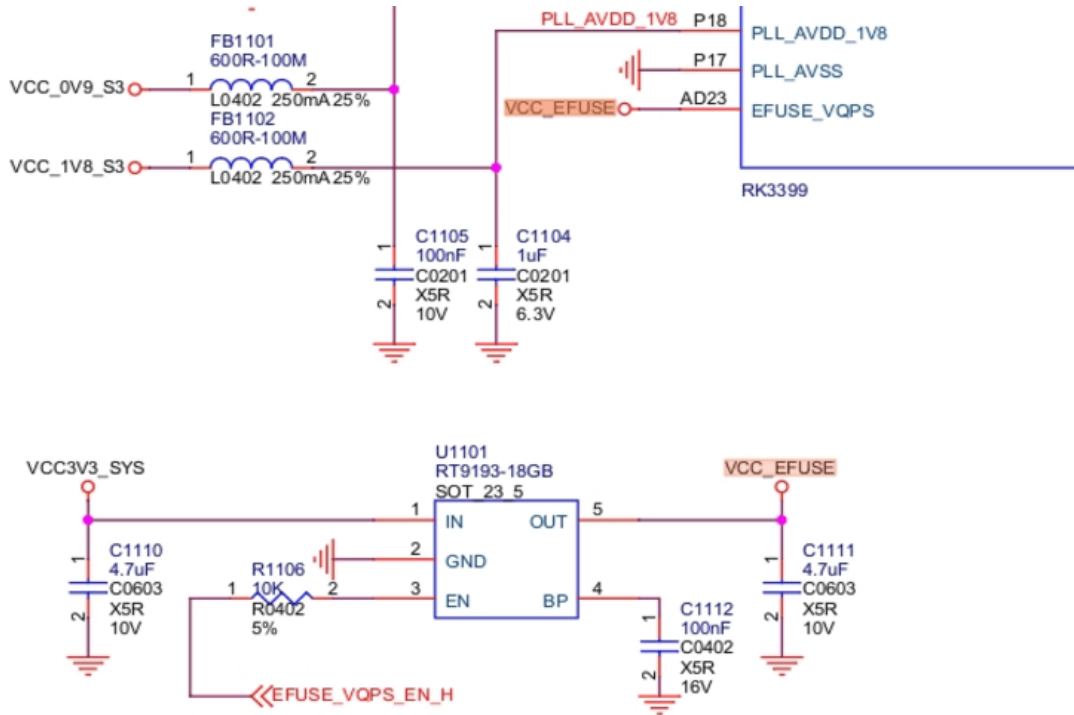 PLL_AVDD_1V8
P18
PLL_AVDD_1V8
FB1101
600R-100M
P17
PLL_AVSS
VCC_0V9_S3
1
2
L0402 250mA 25%
VCC_EFUSE
AD23
EFUSE_VQPS
FB1102
600R-100M
VCC_1V8_S3
1
2
L0402 250mA 25%
RK3399
1
C1105
100nF
C0201
X5R
10V
2
1
C1104
1uF
C0201
X5R
6.3V
2
VCC3V3_SYS
U1101
RT9193-18GB
SOT_23_5
VCC_EFUSE
1
IN
OUT
5
2
GND
3
EN
BP
4
1
C1110
4.7uF
C0603
X5R
10V
2
R1106
1
10K
2
R0402
5%
1
C1111
4.7uF
C0603
X5R
10V
2
1
C1112
100nF
C0402
X5R
16V
2
EFUSE_VQPS_EN_H